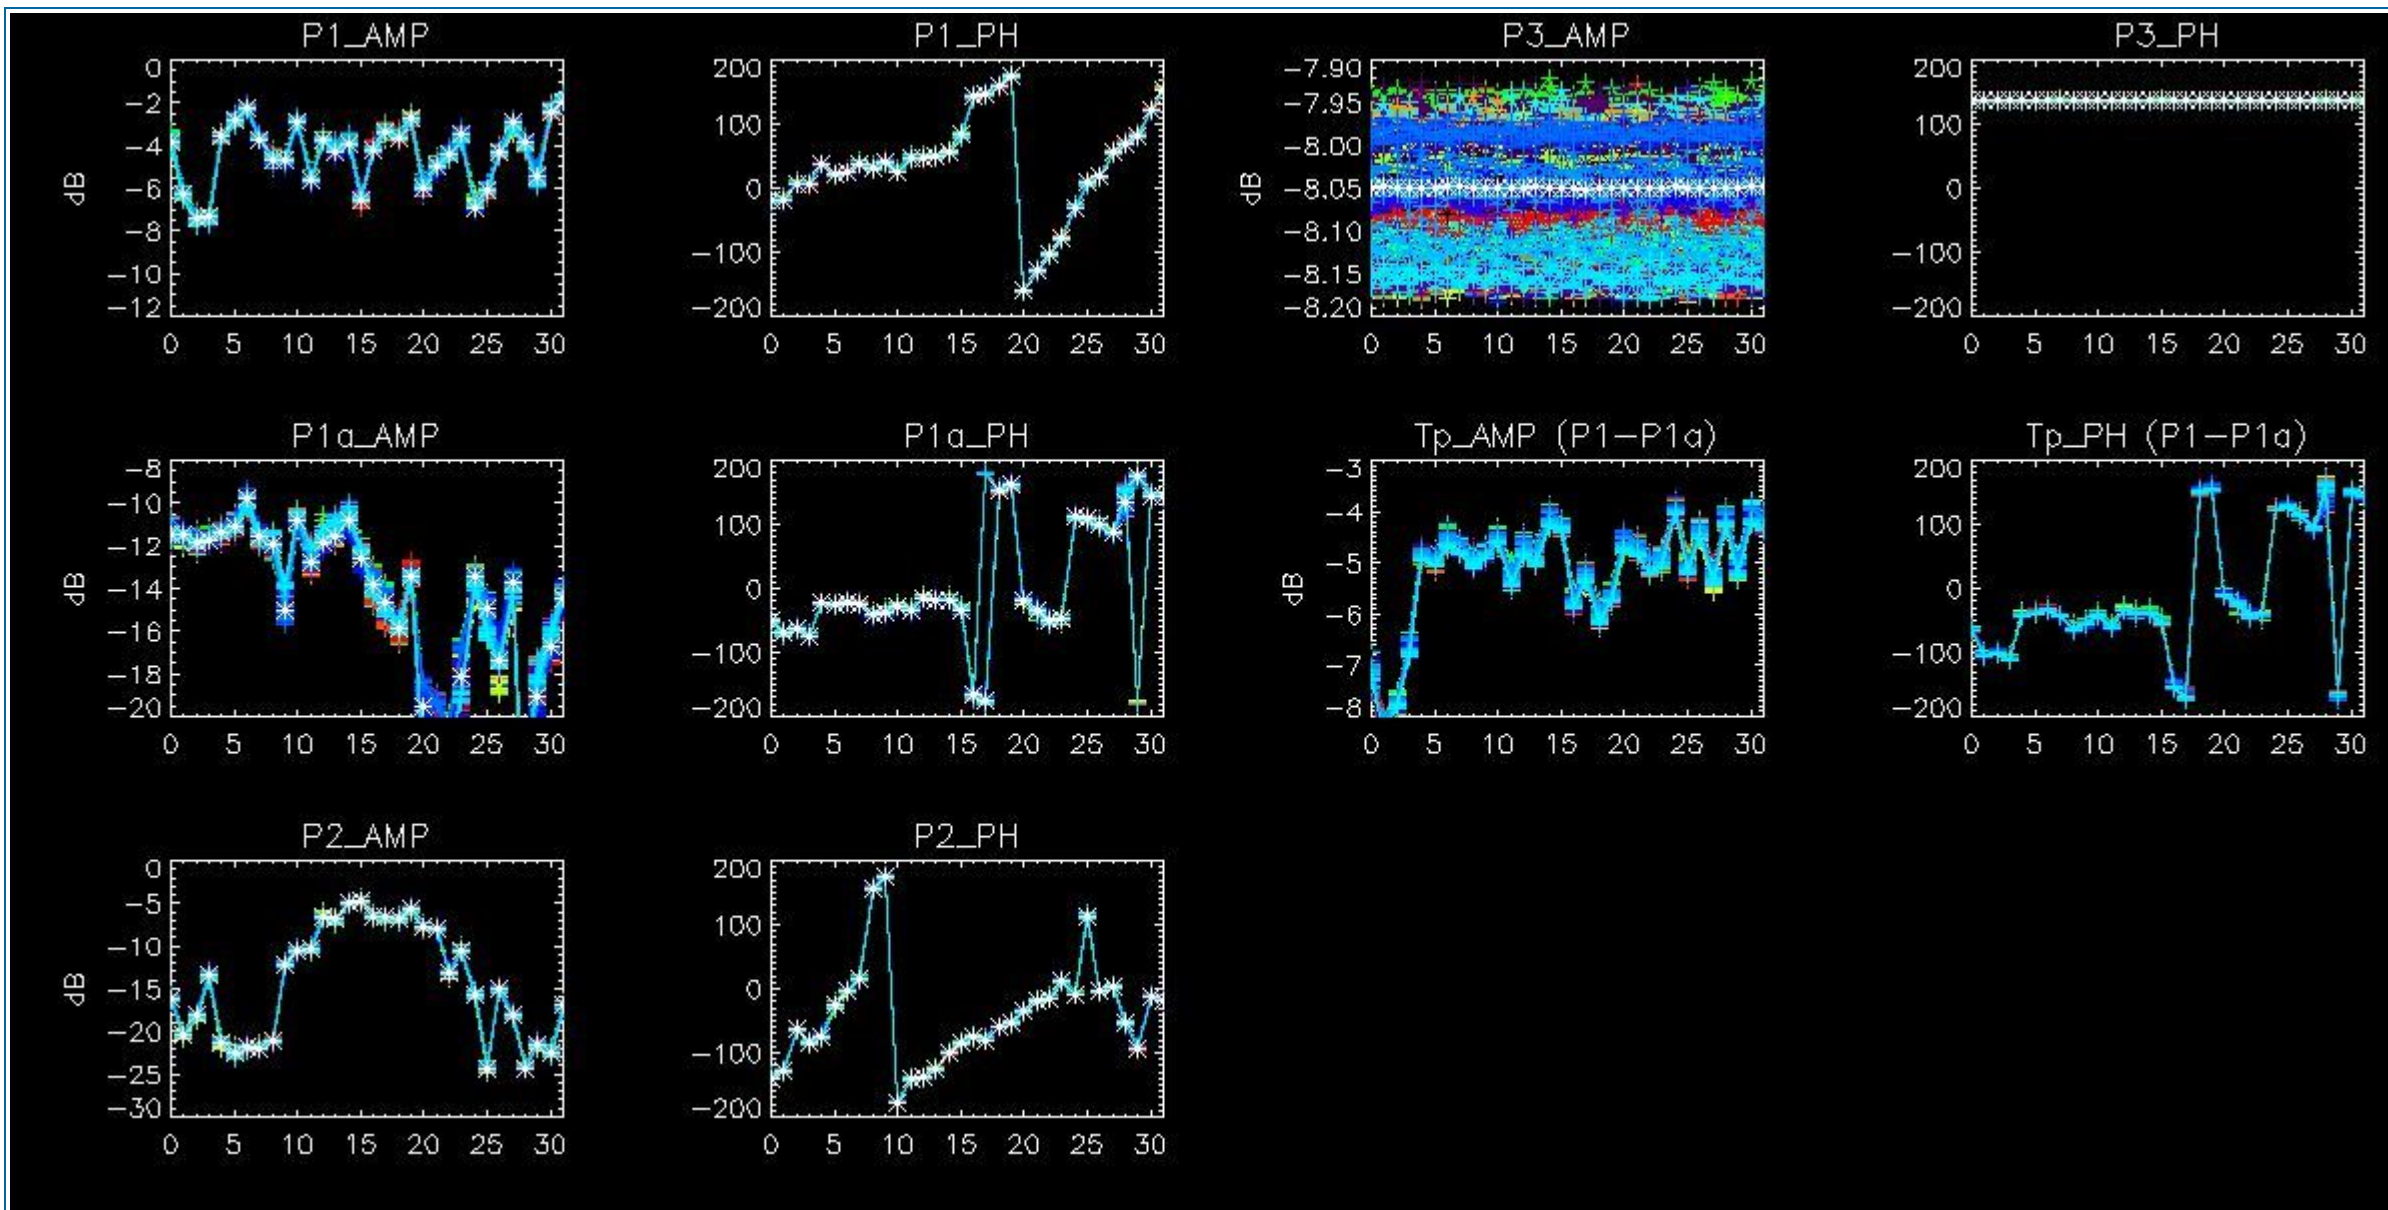 P1_AMP P1_PH P3_AMP P3_PH
0 200 -7.90 200
-2 100 -7.95 100
-4 0 -8.00 0
-6 -100 -8.05 -100
-8 -200 -8.10 -200
-10 -8.15
-12 -8.20
dB dB
0 5 10 15 20 25 30 0 5 10 15 20 25 30 0 5 10 15 20 25 30 0 5 10 15 20 25 30
P1a_AMP P1a_PH Tp_AMP (P1-P1a) Tp_PH (P1-P1a)
-8 200 -3 200
-10 100 -4 100
-12 0 -5 0
-14 -100 -6 -100
-16 -200 -7 -200
-18 -8
-20
dB dB
0 5 10 15 20 25 30 0 5 10 15 20 25 30 0 5 10 15 20 25 30 0 5 10 15 20 25 30
P2_AMP P2_PH
0 200
-5 100
-10 0
-15 -100
-20 -200
-25
-30
dB
0 5 10 15 20 25 30 0 5 10 15 20 25 30